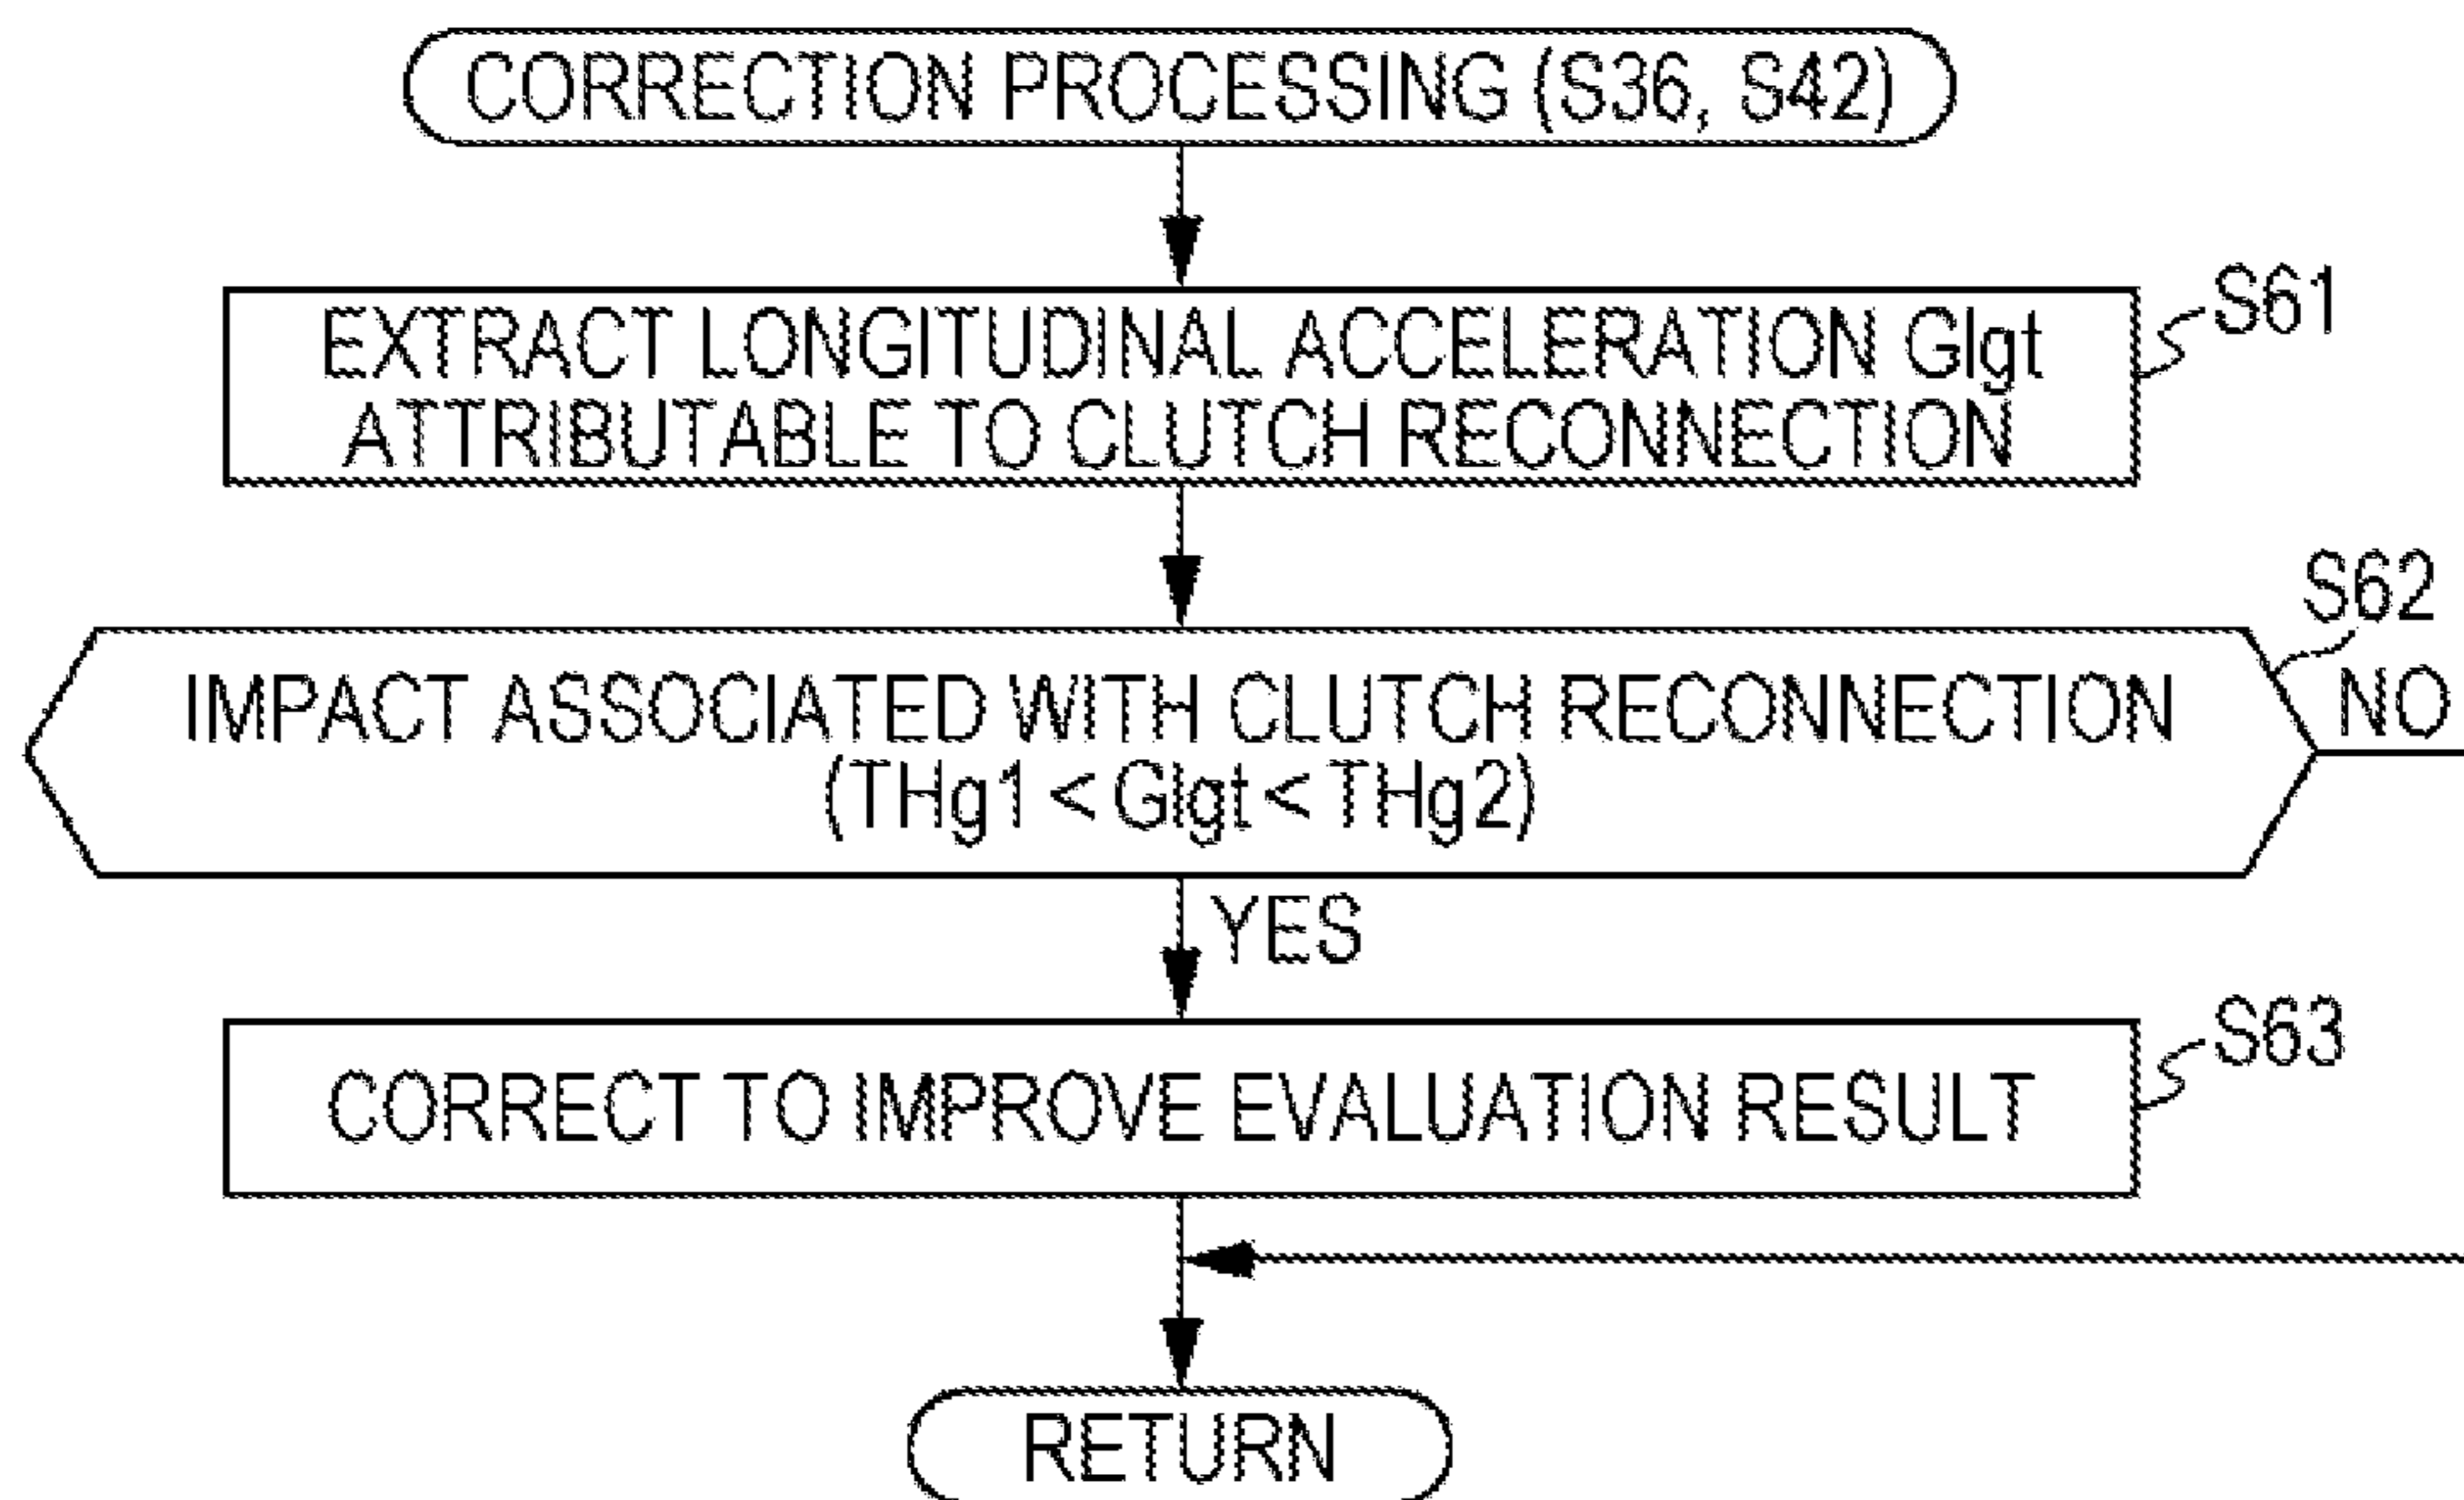 CORRECTION PROCESSING (S36, S42)
EXTRACT LONGITUDINAL ACCELERATION Glgt
ATTRIBUTABLE TO CLUTCH RECONNECTION
S61
S62
IMPACT ASSOCIATED WITH CLUTCH RECONNECTION
(THg1 < Glgt < THg2)
NO
YES
CORRECT TO IMPROVE EVALUATION RESULT
S63
RETURN